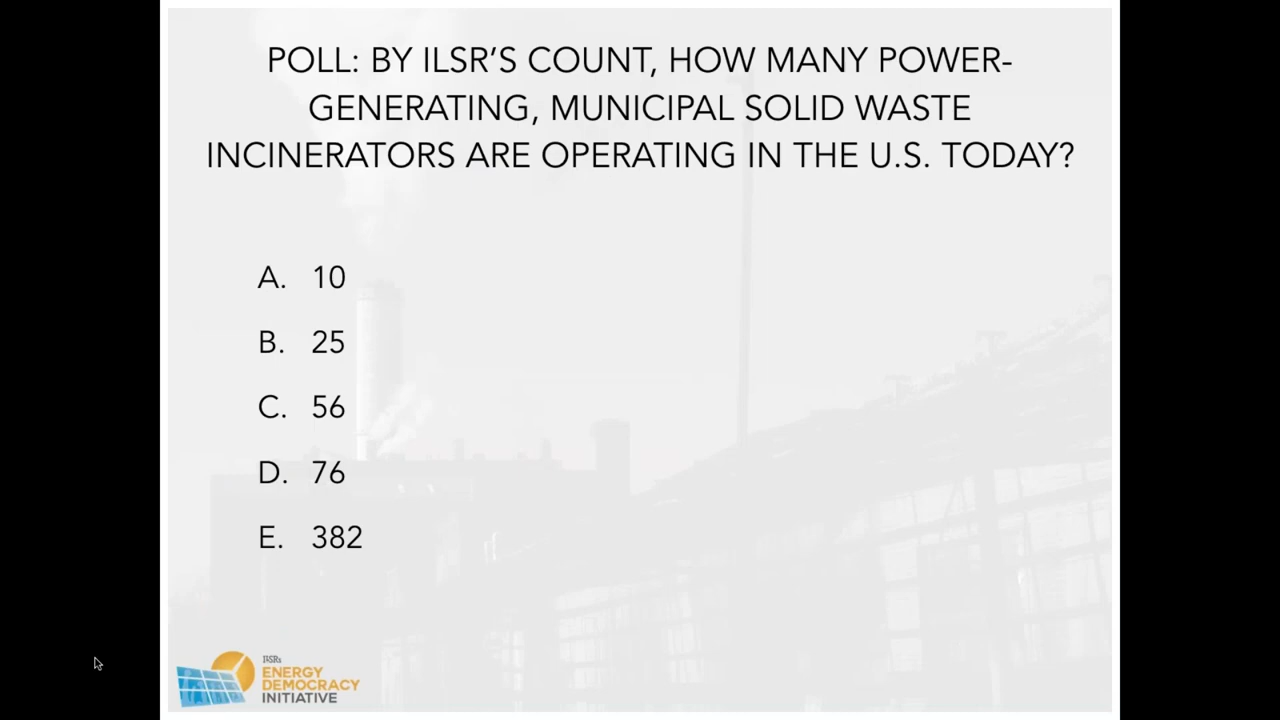 POLL: BY ILSR’S COUNT, HOW MANY POWER-
GENERATING, MUNICIPAL SOLID WASTE
INCINERATORS ARE OPERATING IN THE U.S. TODAY?
A. 10
B. 25
C. 56
D. 76
E. 382
ILSRs
ENERGY
DEMOCRACY
INITIATIVE